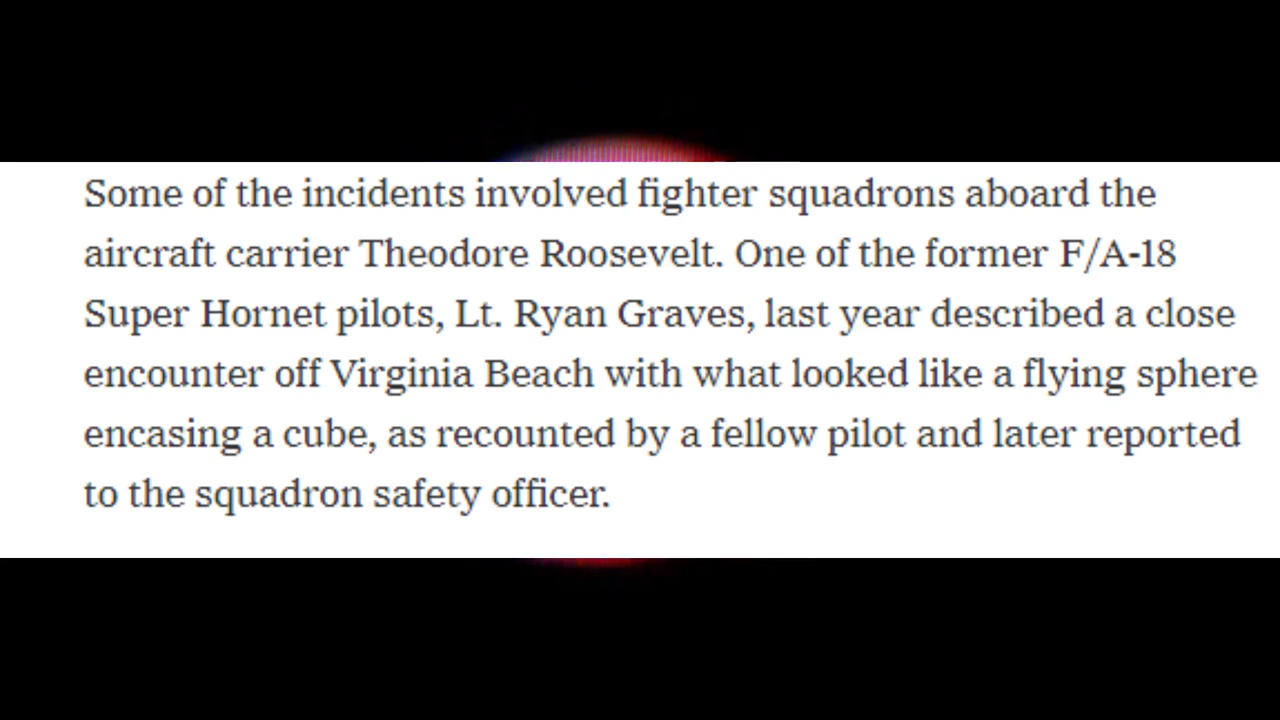 Some of the incidents involved fighter squadrons aboard the
aircraft carrier Theodore Roosevelt. One of the former F/A-18
Super Hornet pilots, Lt. Ryan Graves, last year described a close
encounter off Virginia Beach with what looked like a flying sphere
encasing a cube, as recounted by a fellow pilot and later reported
to the squadron safety officer.